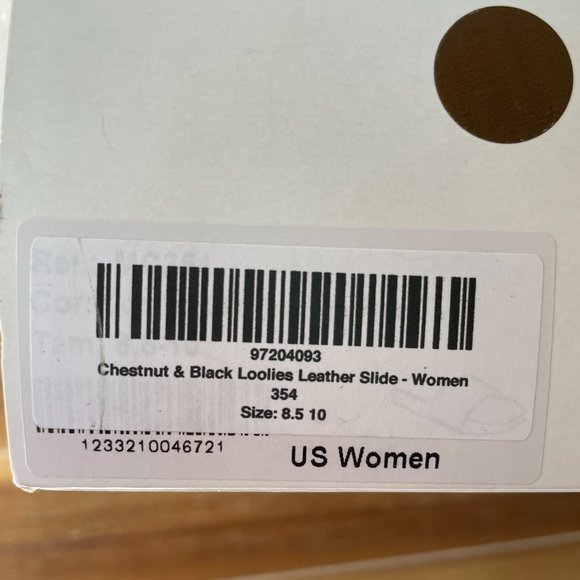 97204093
Chestnut & Black Loolies Leather Slide - Women
354
Size: 8.5 10
1233210046721
US Women